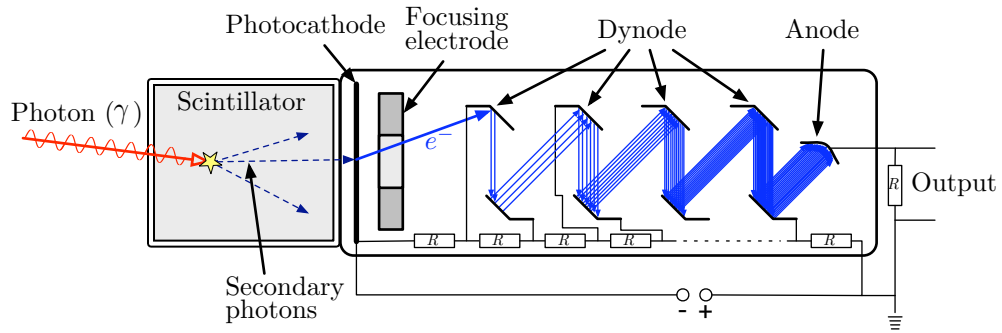 Photocathode
Focusing
electrode
Dynode
Anode
Photon (γ)
Scintillator
e⁻
R
Output
R
R
R
R
R
Secondary
photons
- +